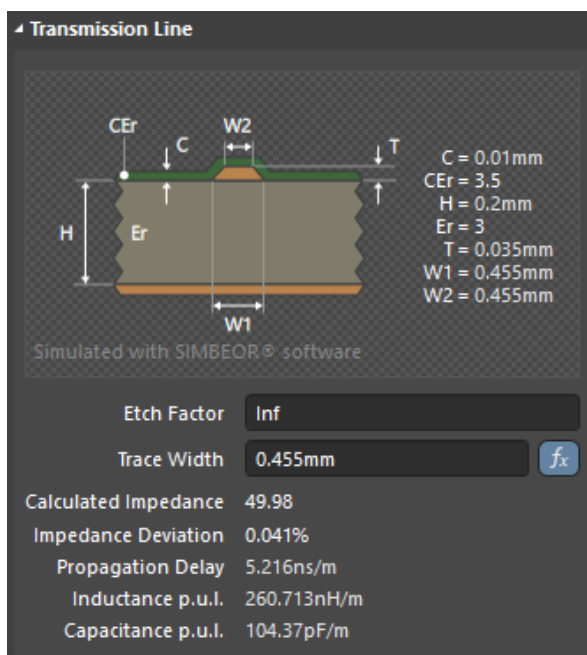 Transmission Line
CEr
C
W2
T
H
Er
W1
C = 0.01mm
CEr = 3.5
H = 0.2mm
Er = 3
T = 0.035mm
W1 = 0.455mm
W2 = 0.455mm
Simulated with SIMBEOR® software
Etch Factor Inf
Trace Width 0.455mm fx
Calculated Impedance 49.98
Impedance Deviation 0.041%
Propagation Delay 5.216ns/m
Inductance p.u.l. 260.713nH/m
Capacitance p.u.l. 104.37pF/m